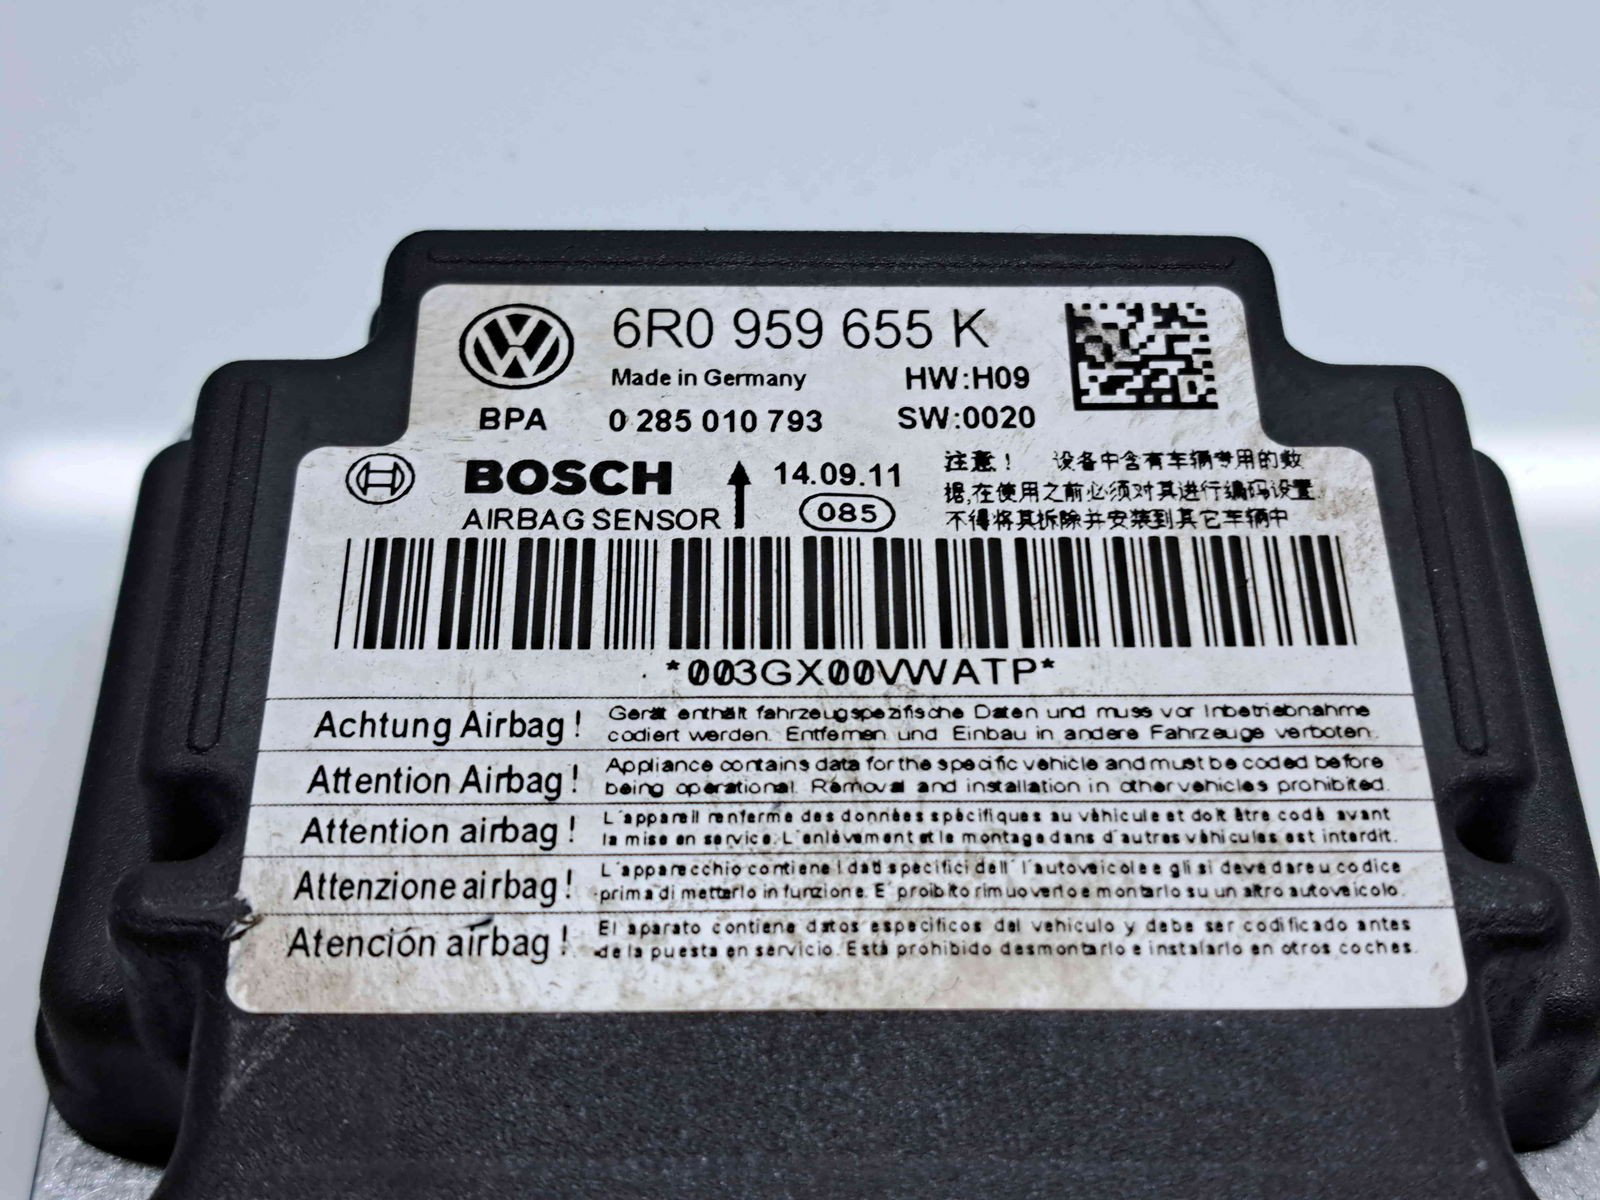 6R0 959 655 K
Made in Germany HW:H09
BPA 0 285 010 793 SW:0020
BOSCH 14.09.11
AIRBAG SENSOR 085
注意！ 设备中含有车辆专用的数
据,在使用之前必须对其进行编码设置
不得将其拆除并安装到其它车辆中
*003GX00VWATP*
Achtung Airbag! Gerät enthält fahrzeugspezifische Daten und muss vor Inbetriebnahme
codiert werden. Entfernen und Einbau in andere Fahrzeuge verboten.
Attention Airbag! Appliance contains data for the specific vehicle and must be coded before
being operational. Removal and installation in other vehicles prohibited.
Attention airbag! L'appareil renferme des données spécifiques au véhicule et doit être codé avant
la mise en service. L'enlèvement et le montage dans d'autres véhicules est interdit.
Attenzione airbag! L'apparecchio contiene i dati specifici dell'l'autoveicolo e gli si deve dare u codice
prima di metterlo in funzione. E' proibito rimuoverlo e montarlo su un altro autoveicolo.
Atención airbag! El aparato contiene datos especificos del vehiculo y debe ser codificado antes
de la puesta en servicio. Está prohibido desmontarlo e instalarlo en otros coches.